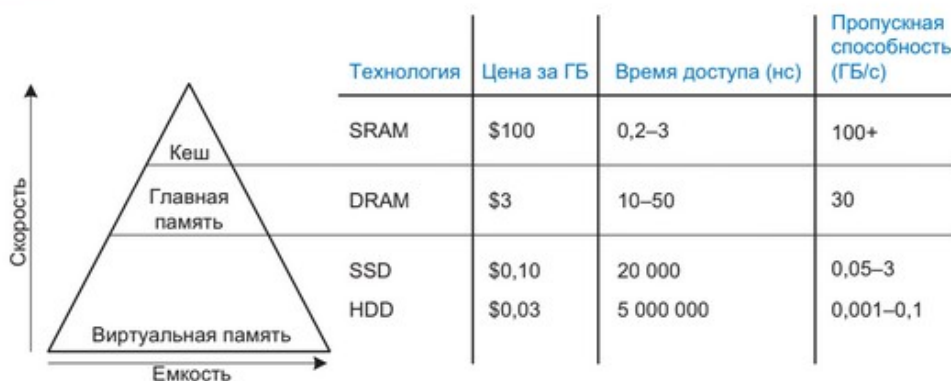 Скорость
Кеш
Главная
память
Виртуальная память
Емкость
Технология Цена за ГБ Время доступа (нс) Пропускная
способность
(ГБ/с)
SRAM $100 0,2–3 100+
DRAM $3 10–50 30
SSD $0,10 20 000 0,05–3
HDD $0,03 5 000 000 0,001–0,1